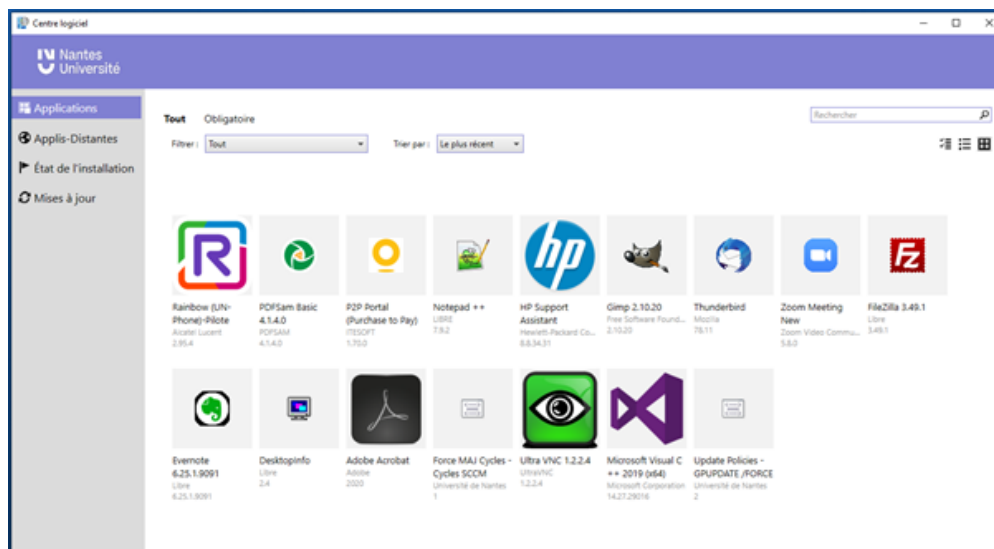 Centre logiciel
Nantes
Université
Applications
Applis-Distantes
État de l'installation
Mises à jour
Tout
Obligatoire
Rechercher
Filtrer : Tout
Trier par : Le plus récent
Rainbow (UN-
Phone)-Pilote
Alcatel Lucent
2.95.4
PDFSam Basic
4.1.4.0
PDFSAM
4.1.4.0
P2P Portal
(Purchase to Pay)
ITESOFT
1.70.0
Notepad ++
LIBRE
7.9.2
hp
HP Support
Assistant
Hewlett-Packard Co...
8.8.34.31
Gimp 2.10.20
Free Software Found...
2.10.20
Thunderbird
Mozilla
78.11
Zoom Meeting
New
Zoom Video Commu...
5.8.0
Fz
FileZilla 3.49.1
Libre
3.49.1
Evernote
6.25.1.9091
Libre
6.25.1.9091
DesktopInfo
Libre
2.4
Adobe Acrobat
Adobe
2020
Force MAJ Cycles -
Cycles SCCM
Université de Nantes
1
Ultra VNC 1.2.2.4
UltraVNC
1.2.2.4
Microsoft Visual C
++ 2019 (x64)
Microsoft Corporation
14.27.29016
Update Policies -
GPUPDATE /FORCE
Université de Nantes
2